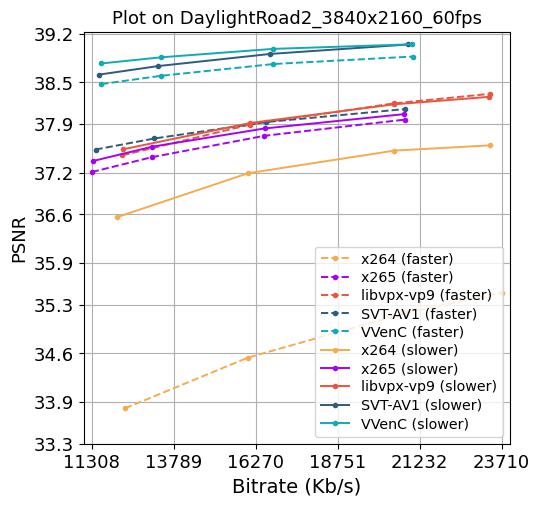 Plot on DaylightRoad2_3840x2160_60fps
39.2
38.5
37.9
37.2
36.6
35.9
35.3
34.6
33.9
33.3
PSNR
x264 (faster)
x265 (faster)
libvpx-vp9 (faster)
SVT-AV1 (faster)
VVenC (faster)
x264 (slower)
x265 (slower)
libvpx-vp9 (slower)
SVT-AV1 (slower)
VVenC (slower)
11308 13789 16270 18751 21232 23710
Bitrate (Kb/s)